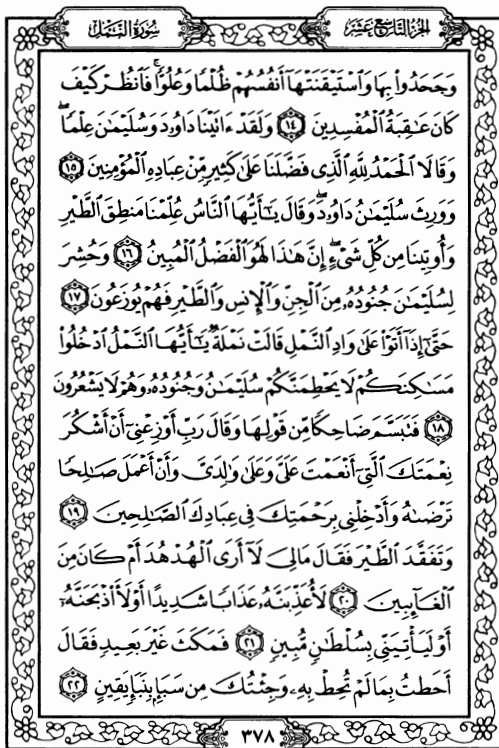 الجزء التاسع عشر
سورة النمل
وَجَحَدُوا۟ بِهَا وَٱسْتَيْقَنَتْهَآ أَنفُسُهُمْ ظُلْمًا وَعُلُوًّا ۚ فَٱنظُرْ كَيْفَ
كَانَ عَـٰقِبَةُ ٱلْمُفْسِدِينَ ١٤ وَلَقَدْ ءَاتَيْنَا دَاوُۥدَ وَسُلَيْمَـٰنَ عِلْمًا ۖ
وَقَالَا ٱلْحَمْدُ لِلَّهِ ٱلَّذِى فَضَّلَنَا عَلَىٰ كَثِيرٍ مِّنْ عِبَادِهِ ٱلْمُؤْمِنِينَ ١٥
وَوَرِثَ سُلَيْمَـٰنُ دَاوُۥدَ ۖ وَقَالَ يَـٰٓأَيُّهَا ٱلنَّاسُ عُلِّمْنَا مَنطِقَ ٱلطَّيْرِ
وَأُوتِينَا مِن كُلِّ شَىْءٍ ۖ إِنَّ هَـٰذَا لَهُوَ ٱلْفَضْلُ ٱلْمُبِينُ ١٦ وَحُشِرَ
لِسُلَيْمَـٰنَ جُنُودُهُۥ مِنَ ٱلْجِنِّ وَٱلْإِنسِ وَٱلطَّيْرِ فَهُمْ يُوزَعُونَ ١٧
حَتَّىٰٓ إِذَآ أَتَوْا۟ عَلَىٰ وَادِ ٱلنَّمْلِ قَالَتْ نَمْلَةٌ يَـٰٓأَيُّهَا ٱلنَّمْلُ ٱدْخُلُوا۟
مَسَـٰكِنَكُمْ لَا يَحْطِمَنَّكُمْ سُلَيْمَـٰنُ وَجُنُودُهُۥ وَهُمْ لَا يَشْعُرُونَ
١٨ فَتَبَسَّمَ ضَاحِكًا مِّن قَوْلِهَا وَقَالَ رَبِّ أَوْزِعْنِىٓ أَنْ أَشْكُرَ
نِعْمَتَكَ ٱلَّتِىٓ أَنْعَمْتَ عَلَىَّ وَعَلَىٰ وَٰلِدَىَّ وَأَنْ أَعْمَلَ صَـٰلِحًا
تَرْضَىٰهُ وَأَدْخِلْنِى بِرَحْمَتِكَ فِى عِبَادِكَ ٱلصَّـٰلِحِينَ ١٩
وَتَفَقَّدَ ٱلطَّيْرَ فَقَالَ مَالِىَ لَآ أَرَى ٱلْهُدْهُدَ أَمْ كَانَ مِنَ
ٱلْغَآئِبِينَ ٢٠ لَأُعَذِّبَنَّهُۥ عَذَابًا شَدِيدًا أَوْ لَأَا۟ذْبَحَنَّهُۥٓ
أَوْ لَيَأْتِيَنِّى بِسُلْطَـٰنٍ مُّبِينٍ ٢١ فَمَكَثَ غَيْرَ بَعِيدٍ فَقَالَ
أَحَطتُ بِمَا لَمْ تُحِطْ بِهِۦ وَجِئْتُكَ مِن سَبَإٍۭ بِنَبَإٍ يَقِينٍ ٢٢
٣٧٨